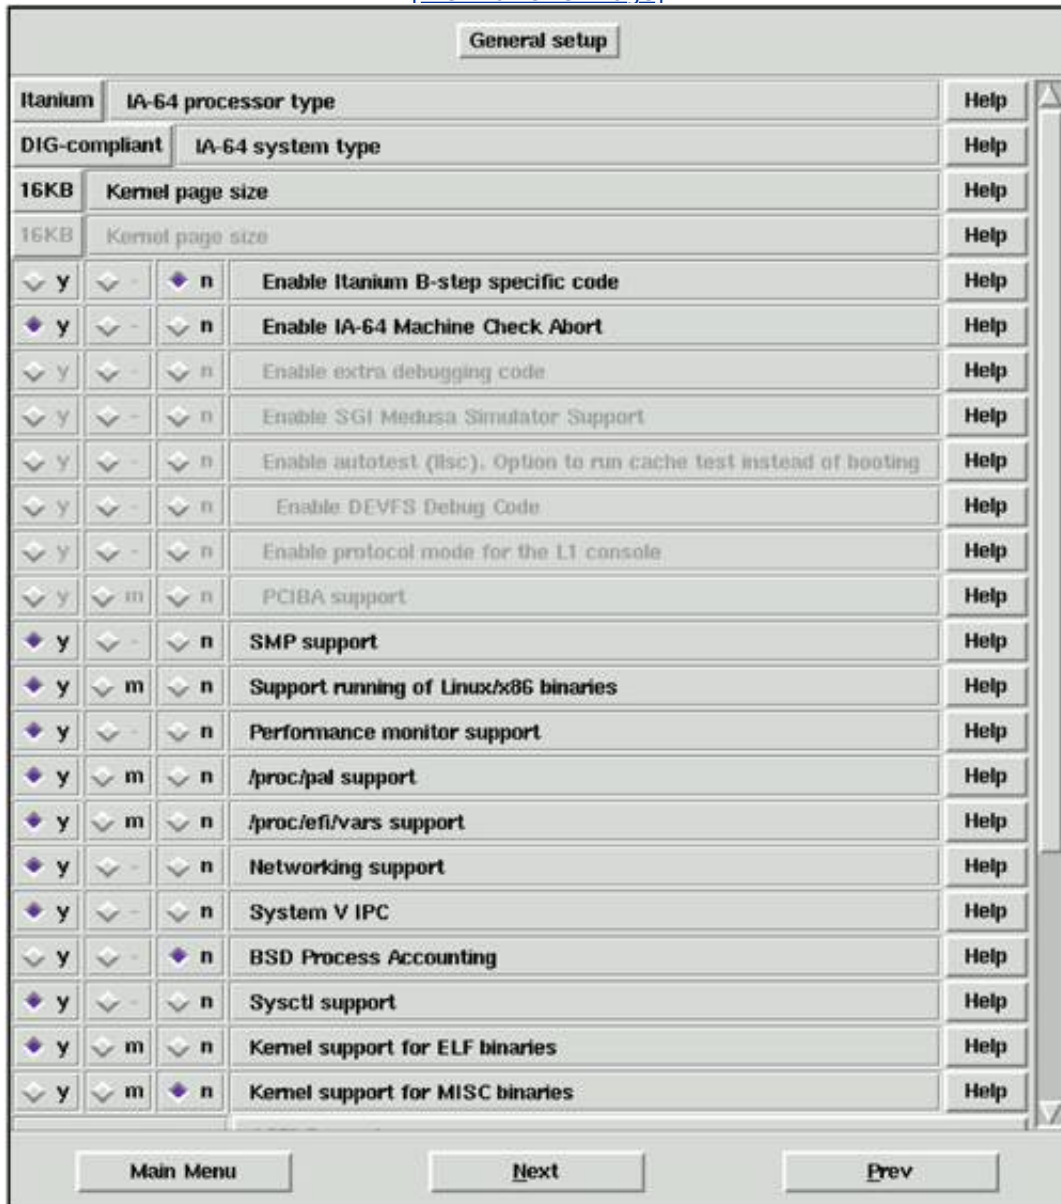 General setup
Itanium IA-64 processor type Help
DIG-compliant IA-64 system type Help
16KB Kernel page size Help
16KB Kernel page size Help
y - n Enable Itanium B-step specific code Help
y - n Enable IA-64 Machine Check Abort Help
y - n Enable extra debugging code Help
y - n Enable SGI Medusa Simulator Support Help
y - n Enable autotest (llsc). Option to run cache test instead of booting Help
y - n Enable DEVFS Debug Code Help
y - n Enable protocol mode for the L1 console Help
y m n PCIBA support Help
y - n SMP support Help
y m n Support running of Linux/x86 binaries Help
y - n Performance monitor support Help
y m n /proc/pal support Help
y m n /proc/efi/vars support Help
y - n Networking support Help
y - n System V IPC Help
y - n BSD Process Accounting Help
y - n Sysctl support Help
y m n Kernel support for ELF binaries Help
y m n Kernel support for MISC binaries Help
Main Menu Next Prev